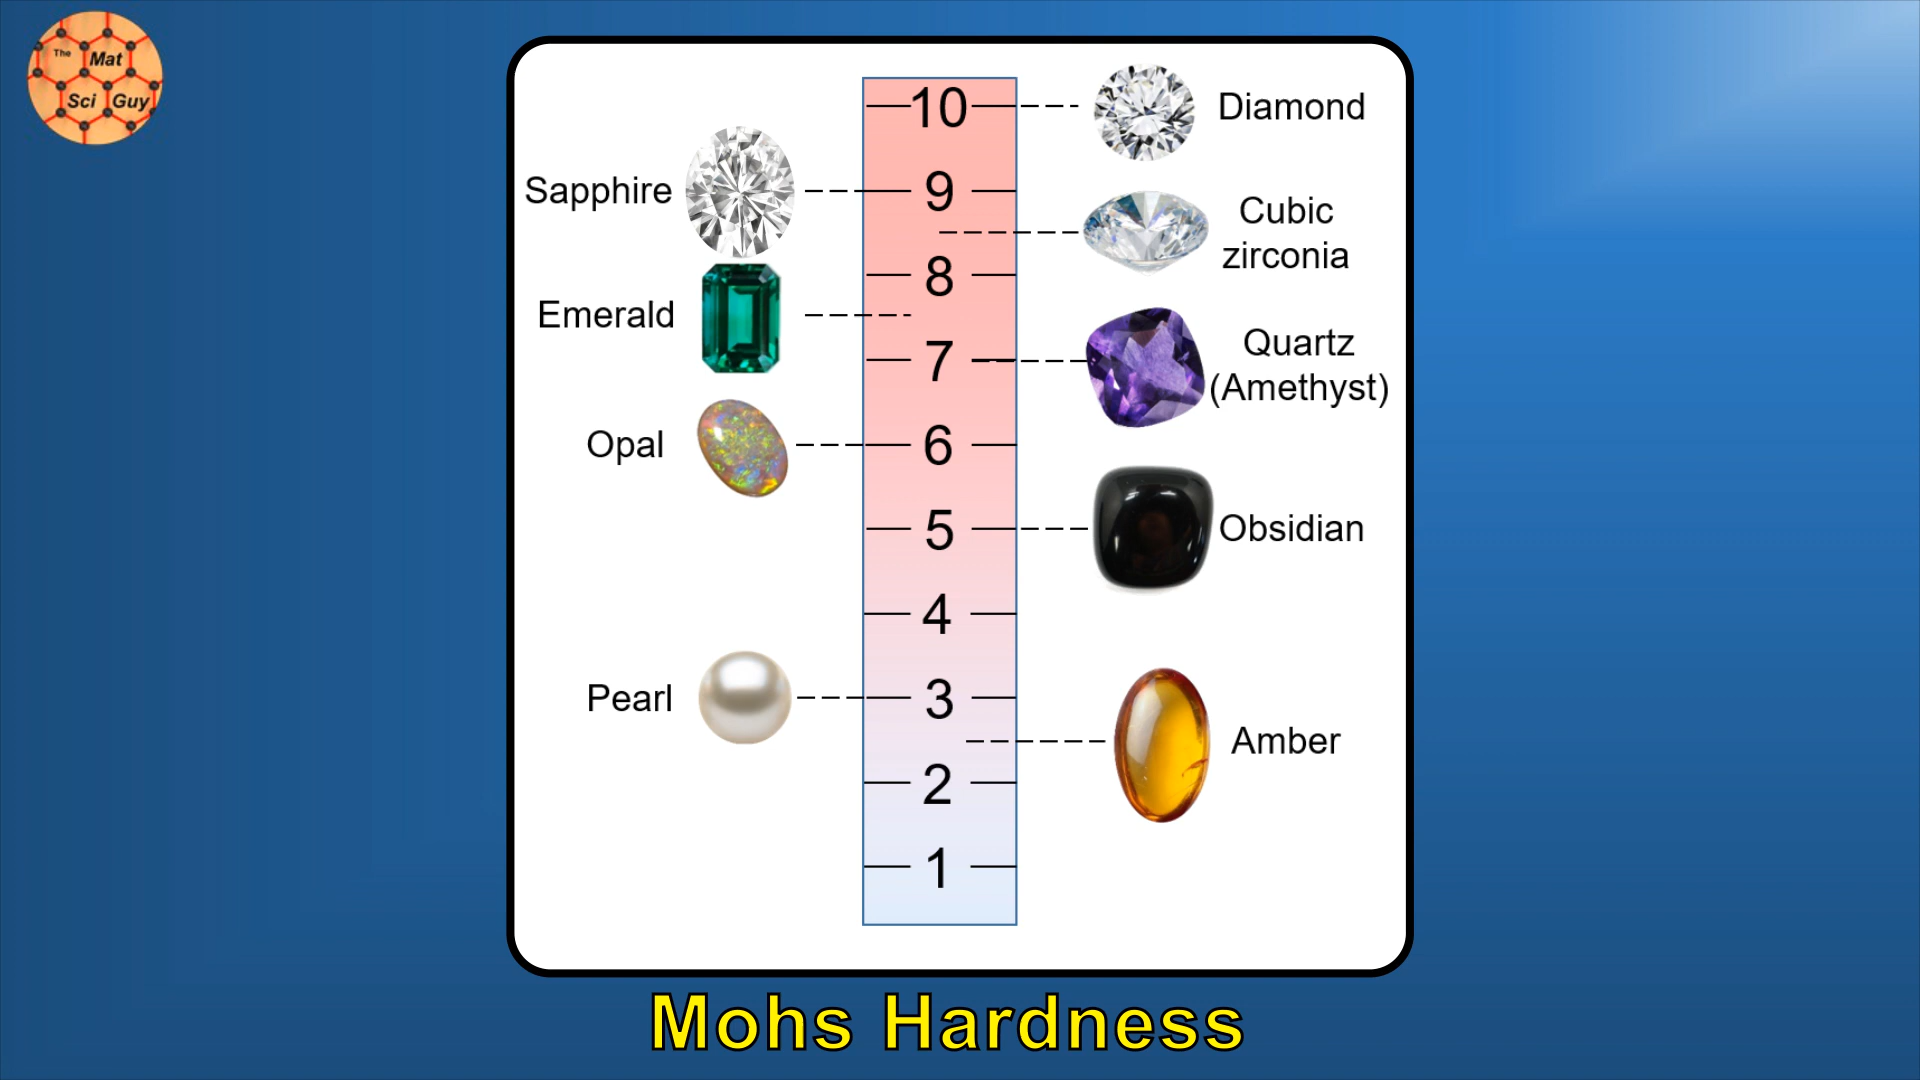 The
Mat
Sci Guy
10
Diamond
Sapphire
9
Cubic
zirconia
8
Emerald
7
Quartz
(Amethyst)
Opal
6
5
Obsidian
4
Pearl
3
Amber
2
1
Mohs Hardness